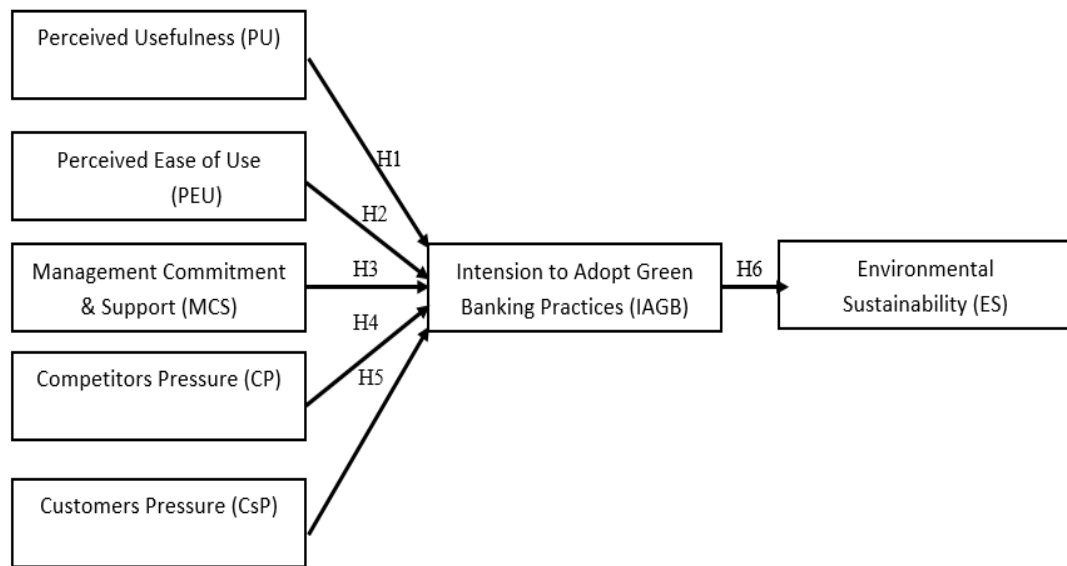 Perceived Usefulness (PU)
H1
Perceived Ease of Use
(PEU)
H2
Management Commitment
& Support (MCS)
H3
Intension to Adopt Green
Banking Practices (IAGB)
H6
Environmental
Sustainability (ES)
H4
Competitors Pressure (CP)
H5
Customers Pressure (CsP)